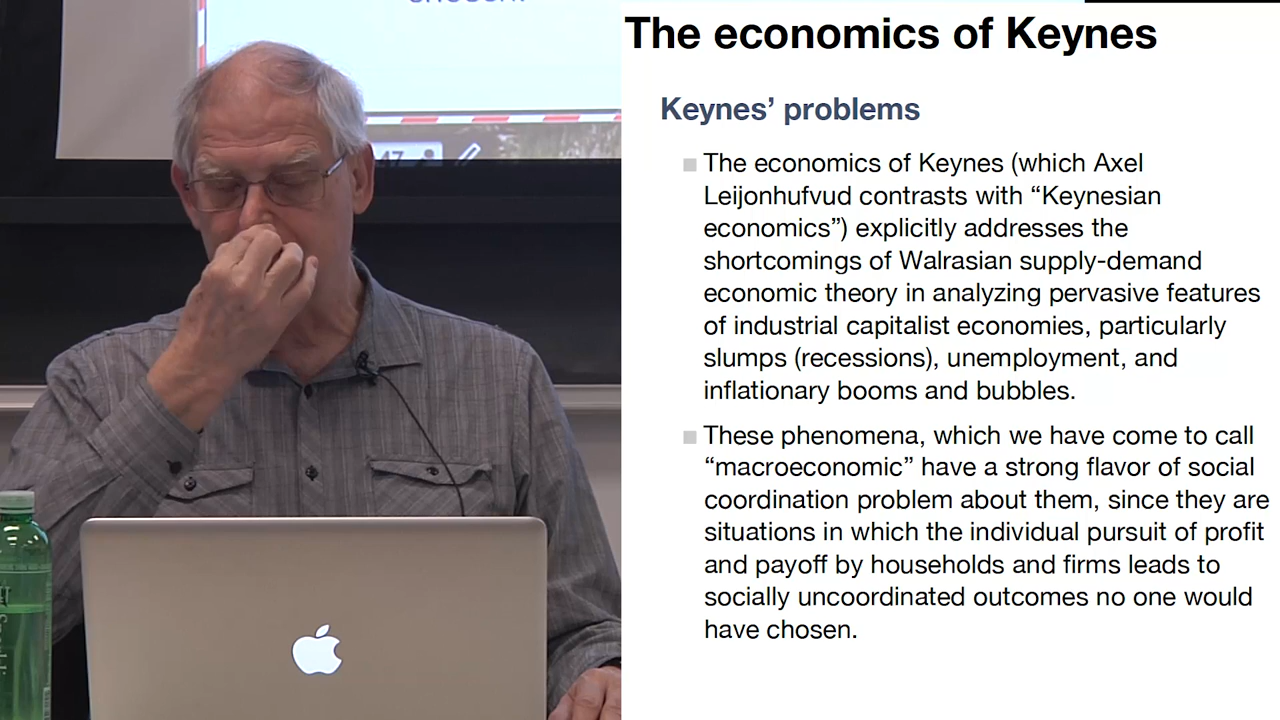 The economics of Keynes
Keynes’ problems
The economics of Keynes (which Axel
Leijonhufvud contrasts with “Keynesian
economics”) explicitly addresses the
shortcomings of Walrasian supply-demand
economic theory in analyzing pervasive features
of industrial capitalist economies, particularly
slumps (recessions), unemployment, and
inflationary booms and bubbles.
These phenomena, which we have come to call
“macroeconomic” have a strong flavor of social
coordination problem about them, since they are
situations in which the individual pursuit of profit
and payoff by households and firms leads to
socially uncoordinated outcomes no one would
have chosen.
47